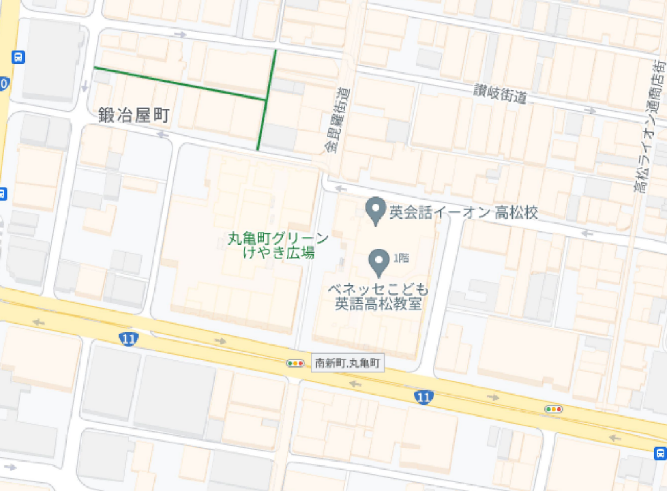 讃岐街道
高松ライオン通商店街
金毘羅街道
鍛冶屋町
英会話イーオン 高松校
丸亀町グリーン
けやき広場
1階
ベネッセこども
英語高松教室
11
南新町,丸亀町
11